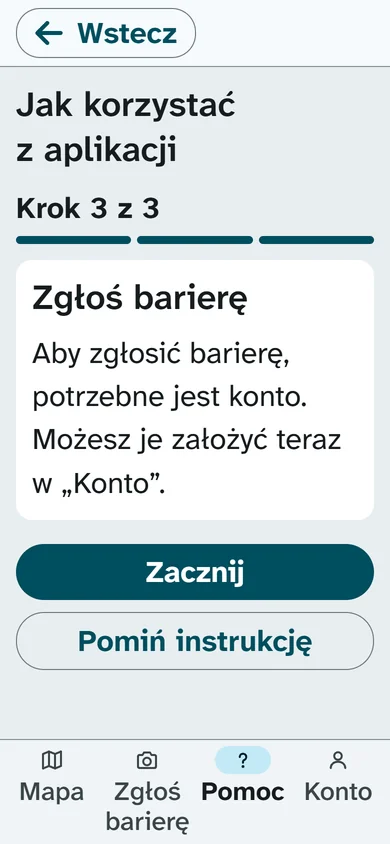 Wstecz
Jak korzystać
z aplikacji
Krok 3 z 3
Zgłoś barierę
Aby zgłosić barierę,
potrzebne jest konto.
Możesz je założyć teraz
w „Konto”.
Zacznij
Pomiń instrukcję
?
Mapa
Zgłoś
barierę
Pomoc
Konto